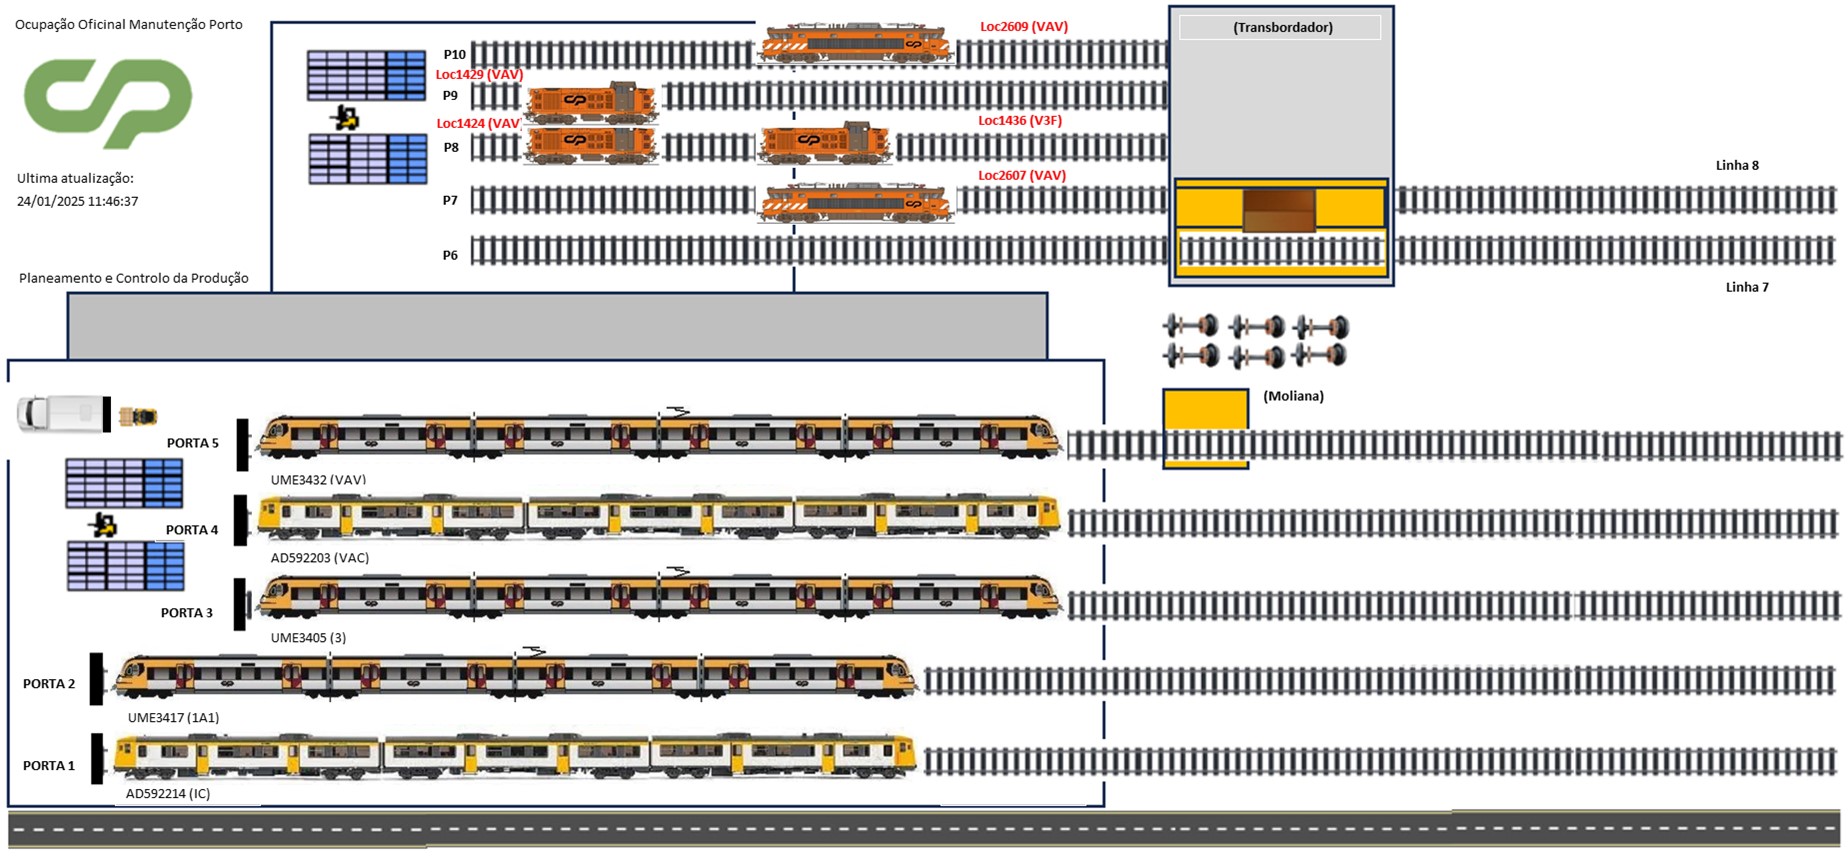 Ocupação Oficinal Manutenção Porto
CP
Ultima atualização:
24/01/2025 11:46:37
Planeamento e Controlo da Produção
P10
Loc2609 (VAV)
(Transbordador)
Loc1429 (VAV)
P9
Loc1424 (VAV)
Loc1436 (V3F)
P8
Loc2607 (VAV)
P7
Linha 8
P6
Linha 7
(Moliana)
PORTA 5
UME3432 (VAV)
PORTA 4
AD592203 (VAC)
PORTA 3
UME3405 (3)
PORTA 2
UME3417 (1A1)
PORTA 1
AD592214 (IC)